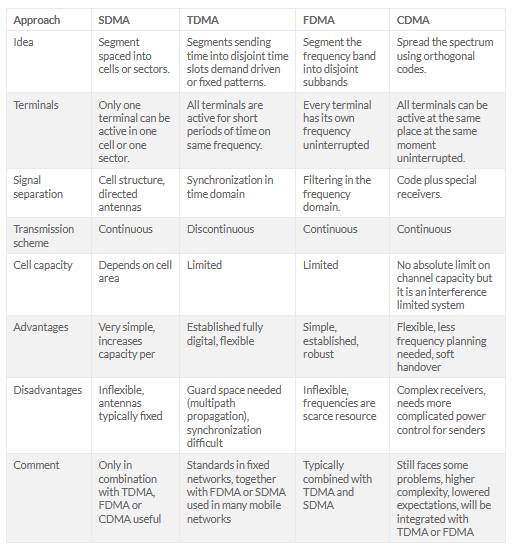 Approach SDMA TDMA FDMA CDMA
Idea
Segment
spaced into
cells or sectors.
Segments sending
time into disjoint time
slots demand driven
or fixed patterns.
Segment the
frequency band
into disjoint
subbands
Spread the spectrum
using orthogonal
codes.
Terminals
Only one
terminal can be
active in one
cell or one
sector.
All terminals are
active for short
periods of time on
same frequency.
Every terminal
has its own
frequency
uninterrupted
All terminals can be
active at the same
place at the same
moment
uninterrupted.
Signal
separation
Cell structure,
directed
antennas
Synchronization in
time domain
Filtering in the
frequency
domain.
Code plus special
receivers.
Transmission
scheme
Continuous
Discontinuous
Continuous
Continuous
Cell capacity
Depends on cell
area
Limited
Limited
No absolute limit on
channel capacity but
it is an interference
limited system
Advantages
Very simple,
increases
capacity per
Established fully
digital, flexible
Simple,
established,
robust
Flexible, less
frequency planning
needed, soft
handover
Disadvantages
Inflexible,
antennas
typically fixed
Guard space needed
(multipath
propagation),
synchronization
difficult
Inflexible,
frequencies are
scarce resource
Complex receivers,
needs more
complicated power
control for senders
Comment
Only in
combination
with TDMA,
FDMA or
CDMA useful
Standards in fixed
networks, together
with FDMA or SDMA
used in many mobile
networks
Typically
combined with
TDMA and
SDMA
Still faces some
problems, higher
complexity, lowered
expectations, will be
integrated with
TDMA or FDMA